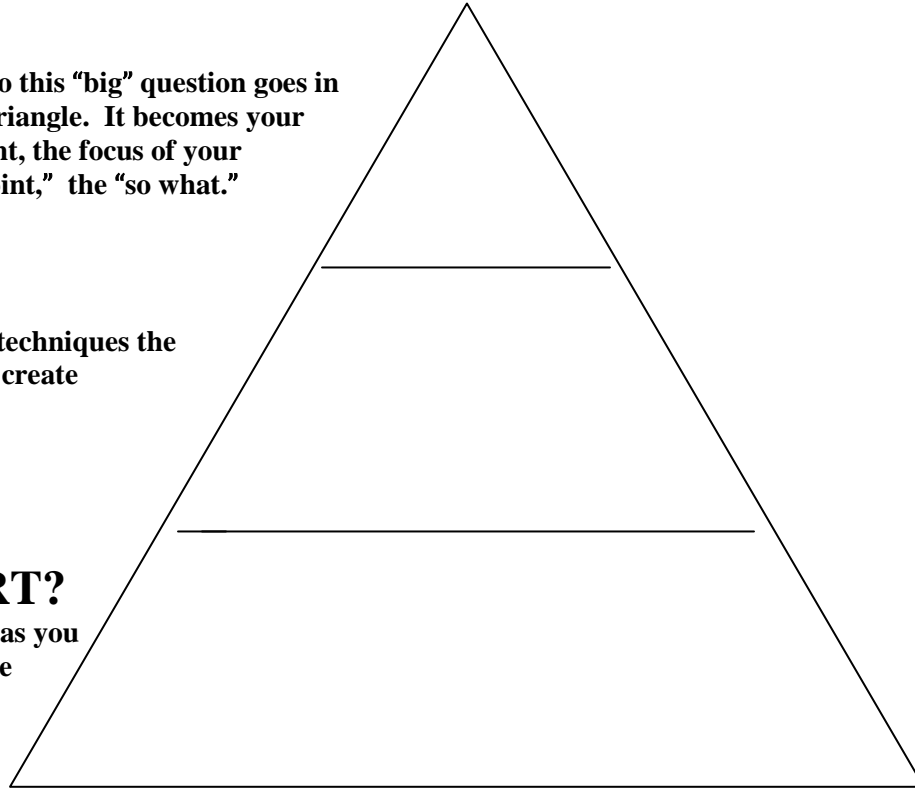 o this “big” question goes in
riangle. It becomes your
nt, the focus of your
int,” the “so what.”
techniques the
create
RT?
as you
e